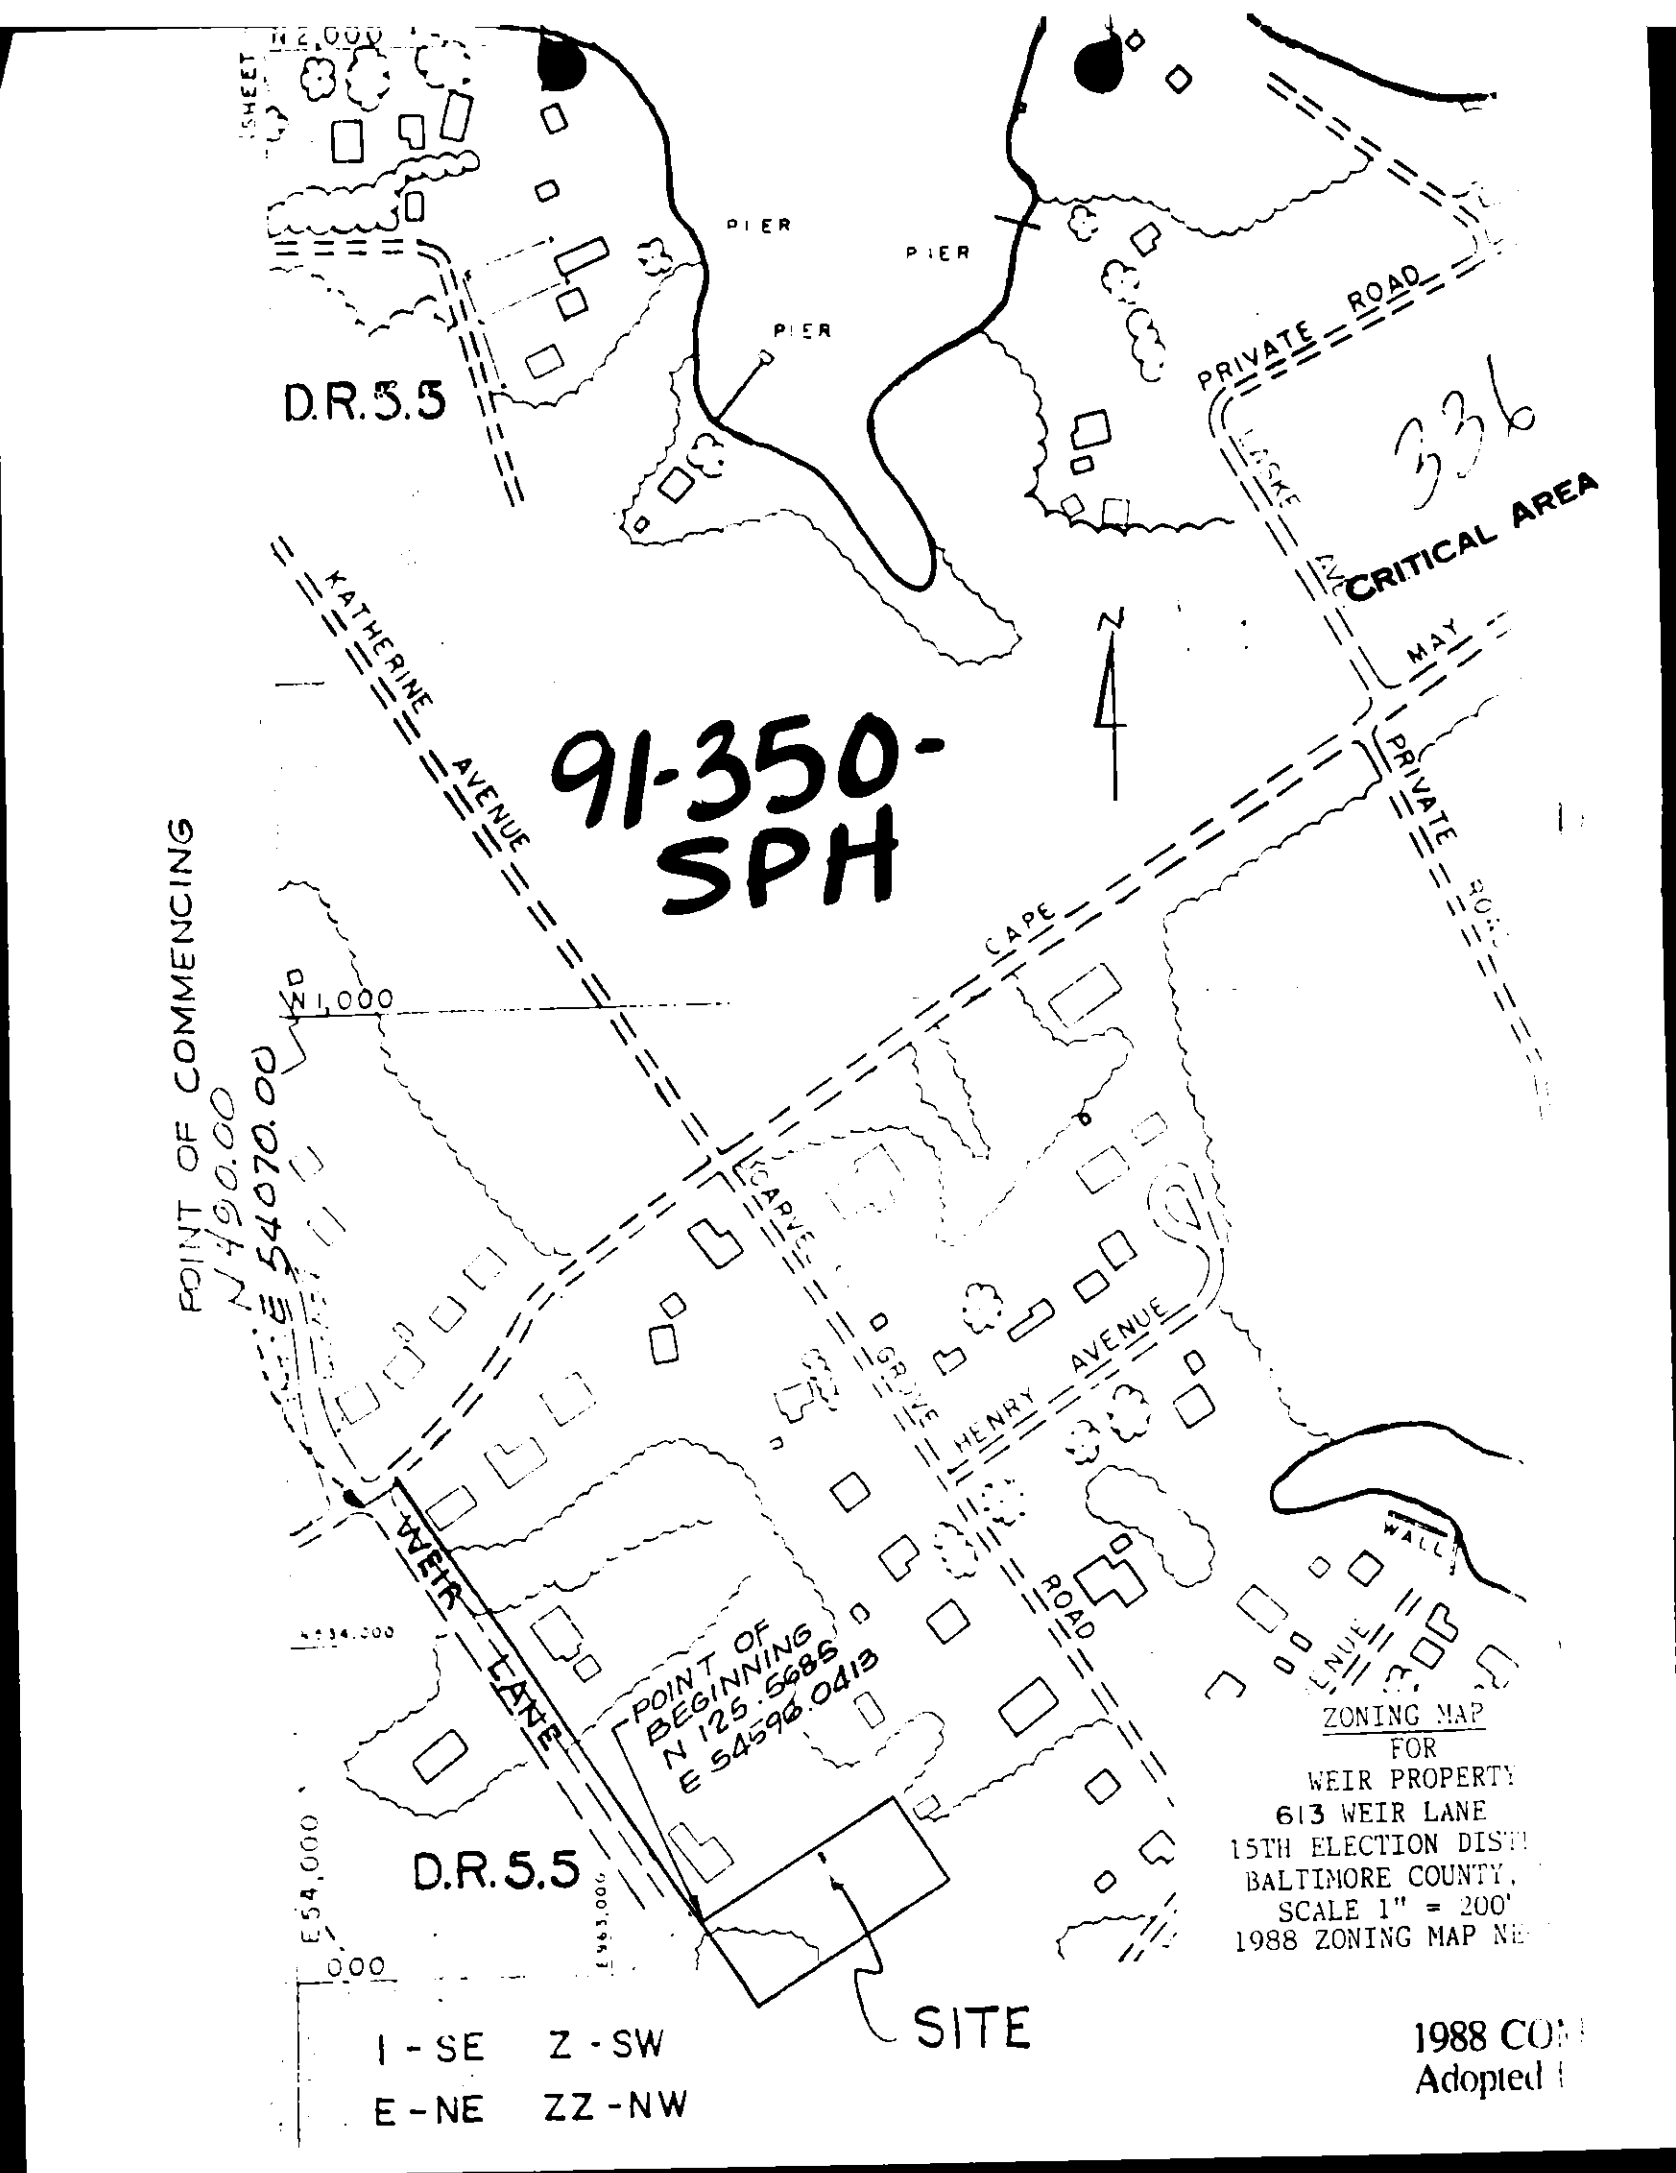 SHEET
N 2,000
PIER
PIER
PIER
D.R. 5.5
PRIVATE ROAD
336
CRITICAL AREA
LASKE AVE
MAY
N
KATHERINE AVENUE
91-350-
SPH
PRIVATE
CAPE
POINT OF COMMENCING
N 490.00
E 54070.00
N 1,000
GROVE
ROAD
HENRY AVENUE
WALL
WEIR LANE
POINT OF
BEGINNING
N 125.5685
E 54596.0413
ZONING MAP
FOR
WEIR PROPERTY
613 WEIR LANE
15TH ELECTION
BALTIMORE COUNTY,
SCALE 1" = 200'
1988 ZONING MAP
D.R. 5.5
E 54,000
000
SITE
I - SE Z - SW
E - NE ZZ - NW
1988
Adopted